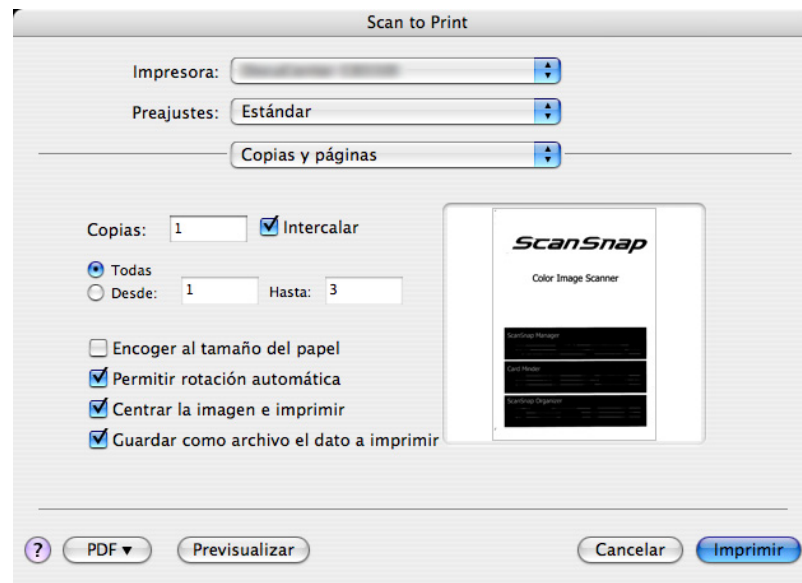 Scan to Print
Impresora:
Preajustes: Estándar
Copias y páginas
Copias: 1 Intercalar
Todas
Desde: 1 Hasta: 3
Encoger al tamaño del papel
Permitir rotación automática
Centrar la imagen e imprimir
Guardar como archivo el dato a imprimir
ScanSnap
Color Image Scanner
ScanSnap Manager
Card Minder
ScanSnap Organizer
? PDF Previsualizar Cancelar Imprimir